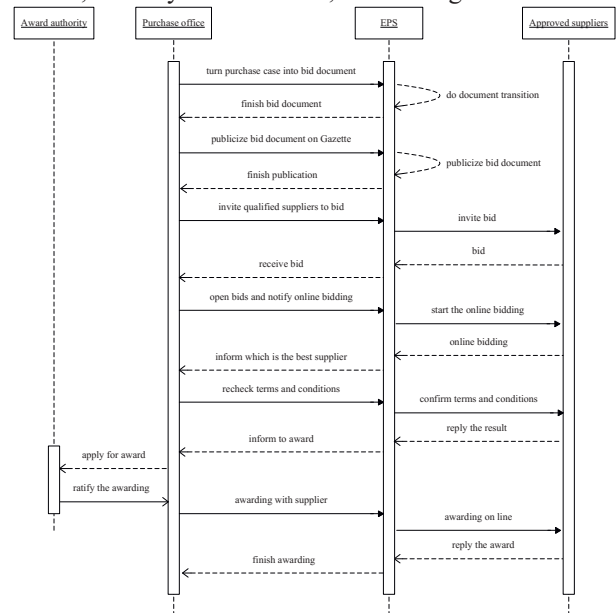 Award authority
Purchase office
EPS
Approved suppliers
turn purchase case into bid document
do document transition
finish bid document
publicize bid document on Gazette
publicize bid document
finish publication
invite qualified suppliers to bid
invite bid
bid
receive bid
open bids and notify online bidding
start the online bidding
online bidding
inform which is the best supplier
recheck terms and conditions
confirm terms and conditions
reply the result
inform to award
apply for award
ratify the awarding
awarding with supplier
awarding on line
reply the award
finish awarding